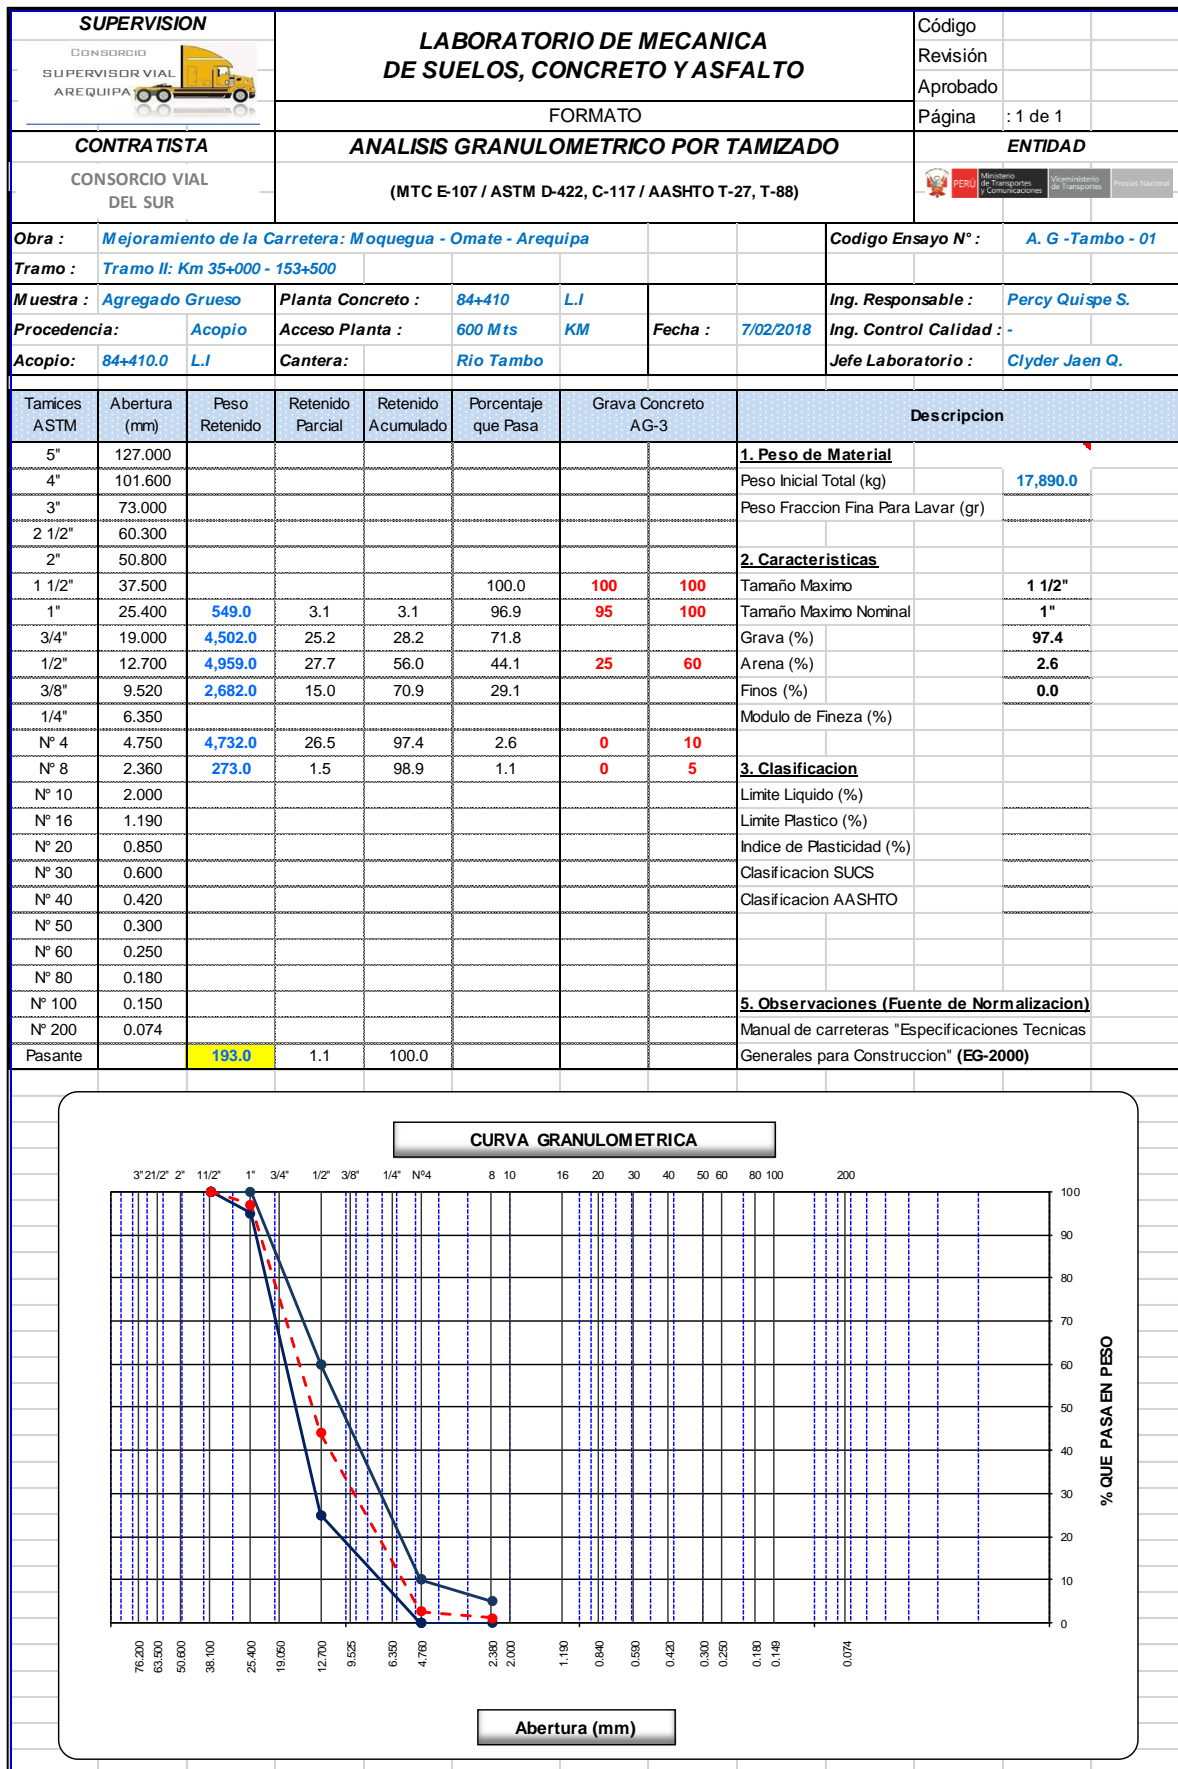 SUPERVISION
CONSORCIO
SUPERVISOR VIAL
AREQUIPA
LABORATORIO DE MECANICA
DE SUELOS, CONCRETO Y ASFALTO
FORMATO
Código
Revisión
Aprobado
Página : 1 de 1
CONTRATISTA
CONSORCIO VIAL
DEL SUR
ANALISIS GRANULOMETRICO POR TAMIZADO
(MTC E-107 / ASTM D-422, C-117 / AASHTO T-27, T-88)
ENTIDAD
PERÚ Ministerio de Transportes y Comunicaciones Viceministerio de Transportes Provias Nacional
Obra : Mejoramiento de la Carretera: Moquegua - Omate - Arequipa Codigo Ensayo N° : A. G -Tambo - 01
Tramo : Tramo II: Km 35+000 - 153+500
Muestra : Agregado Grueso Planta Concreto : 84+410 L.I Ing. Responsable : Percy Quispe S.
Procedencia: Acopio Acceso Planta : 600 Mts KM Fecha : 7/02/2018 Ing. Control Calidad : -
Acopio: 84+410.0 L.I Cantera: Rio Tambo Jefe Laboratorio : Clyder Jaen Q.
Tamices ASTM Abertura (mm) Peso Retenido Retenido Parcial Retenido Acumulado Porcentaje que Pasa Grava Concreto AG-3 Descripcion
5" 127.000 1. Peso de Material
4" 101.600 Peso Inicial Total (kg) 17,890.0
3" 73.000 Peso Fraccion Fina Para Lavar (gr)
2 1/2" 60.300
2" 50.800 2. Caracteristicas
1 1/2" 37.500 100.0 100 100 Tamaño Maximo 1 1/2"
1" 25.400 549.0 3.1 3.1 96.9 95 100 Tamaño Maximo Nominal 1"
3/4" 19.000 4,502.0 25.2 28.2 71.8 Grava (%) 97.4
1/2" 12.700 4,959.0 27.7 56.0 44.1 25 60 Arena (%) 2.6
3/8" 9.520 2,682.0 15.0 70.9 29.1 Finos (%) 0.0
1/4" 6.350 Modulo de Fineza (%)
N° 4 4.750 4,732.0 26.5 97.4 2.6 0 10
N° 8 2.360 273.0 1.5 98.9 1.1 0 5 3. Clasificacion
N° 10 2.000 Limite Liquido (%)
N° 16 1.190 Limite Plastico (%)
N° 20 0.850 Indice de Plasticidad (%)
N° 30 0.600 Clasificacion SUCS
N° 40 0.420 Clasificacion AASHTO
N° 50 0.300
N° 60 0.250
N° 80 0.180
N° 100 0.150 5. Observaciones (Fuente de Normalizacion)
N° 200 0.074 Manual de carreteras "Especificaciones Tecnicas
Pasante 193.0 1.1 100.0 Generales para Construccion" (EG-2000)
CURVA GRANULOMETRICA
3" 21/2" 2" 11/2" 1" 3/4" 1/2" 3/8" 1/4" Nº4 8 10 16 20 30 40 50 60 80 100 200
100
90
80
70
60
50
40
30
20
10
0
% QUE PASA EN PESO
76.200 63.500 50.600 38.100 25.400 19.050 12.700 9.525 6.350 4.760 2.380 2.000 1.190 0.840 0.590 0.420 0.300 0.250 0.180 0.149 0.074
Abertura (mm)